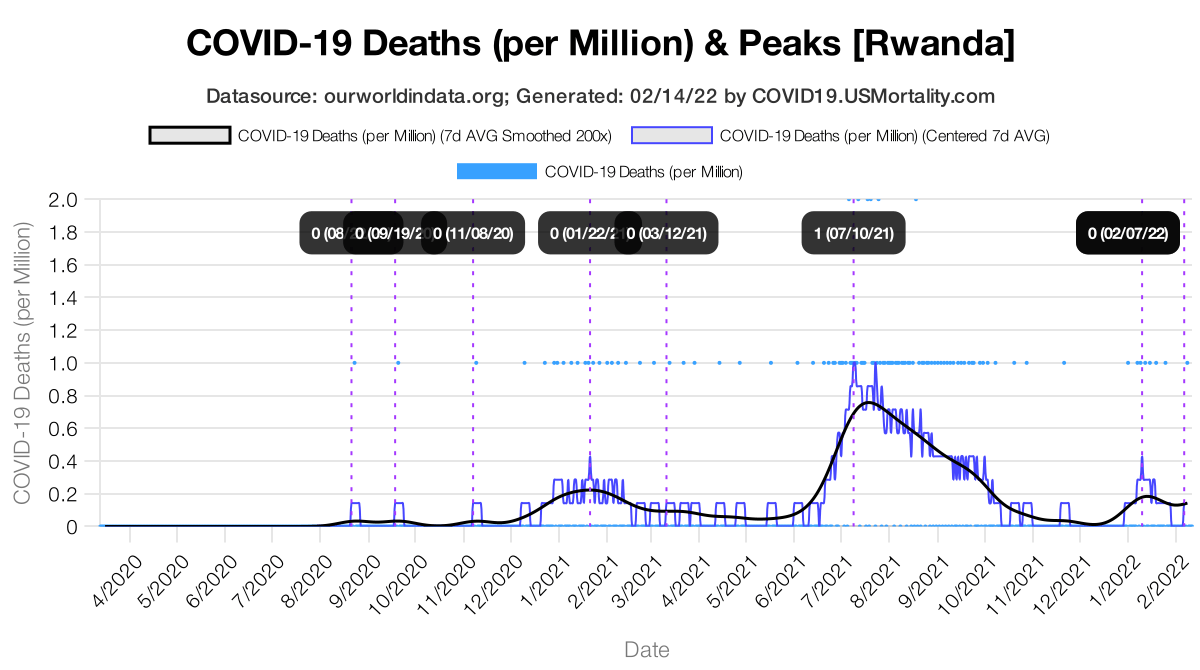 COVID-19 Deaths (per Million) & Peaks [Rwanda]
Datasource: ourworldindata.org; Generated: 02/14/22 by COVID19.USMortality.com
COVID-19 Deaths (per Million) (7d AVG Smoothed 200x) COVID-19 Deaths (per Million) (Centered 7d AVG)
COVID-19 Deaths (per Million)
COVID-19 Deaths (per Million)
2.0
1.8
1.6
1.4
1.2
1.0
0.8
0.6
0.4
0.2
0
0 (08/ 0 (09/19/20) 0 (11/08/20) 0 (01/22/21 0 (03/12/21) 1 (07/10/21) 0 (02/07/22)
4/2020 5/2020 6/2020 7/2020 8/2020 9/2020 10/2020 11/2020 12/2020 1/2021 2/2021 3/2021 4/2021 5/2021 6/2021 7/2021 8/2021 9/2021 10/2021 11/2021 12/2021 1/2022 2/2022
Date